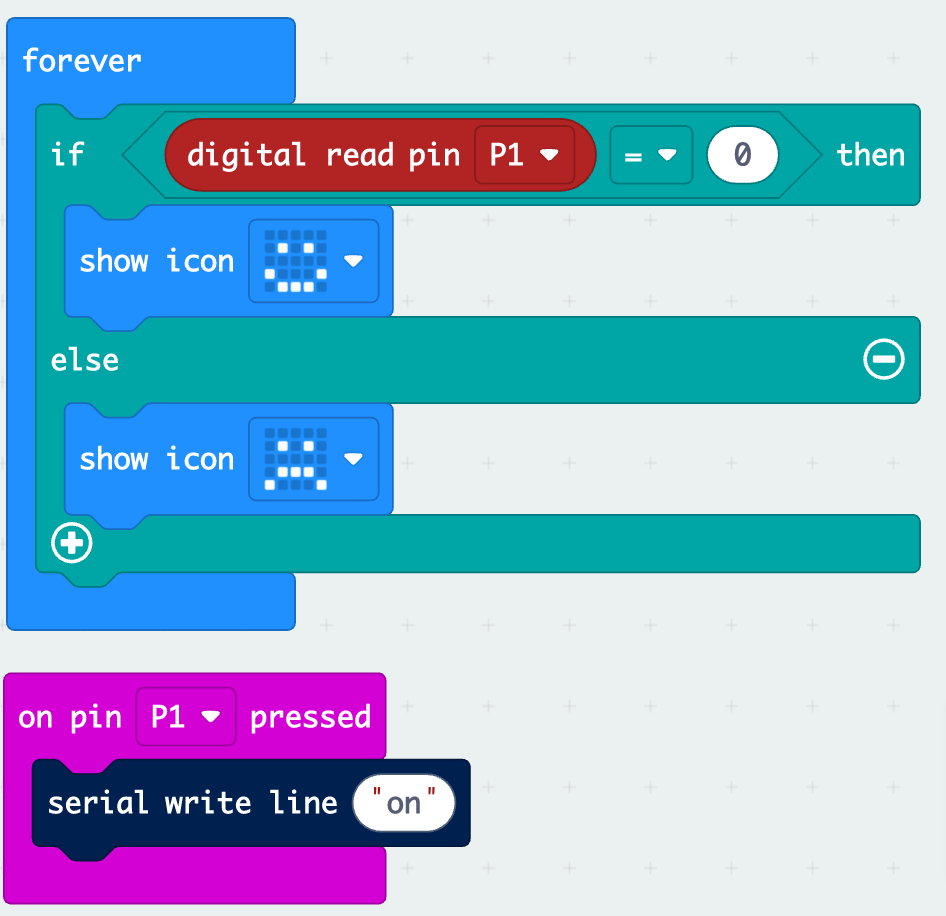 forever
if digital read pin P1 = 0 then
show icon
else
show icon
on pin P1 pressed
serial write line "on"